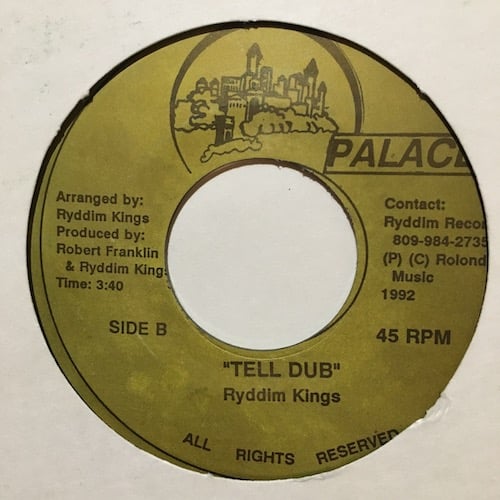 PALACE
Arranged by:
Ryddim Kings
Produced by:
Robert Franklin
& Ryddim Kings
Time: 3:40
Contact:
Ryddim Recor
809-984-2735
(P) (C) Rolond
Music
1992
SIDE B
45 RPM
"TELL DUB"
Ryddim Kings
ALL RIGHTS RESERVED